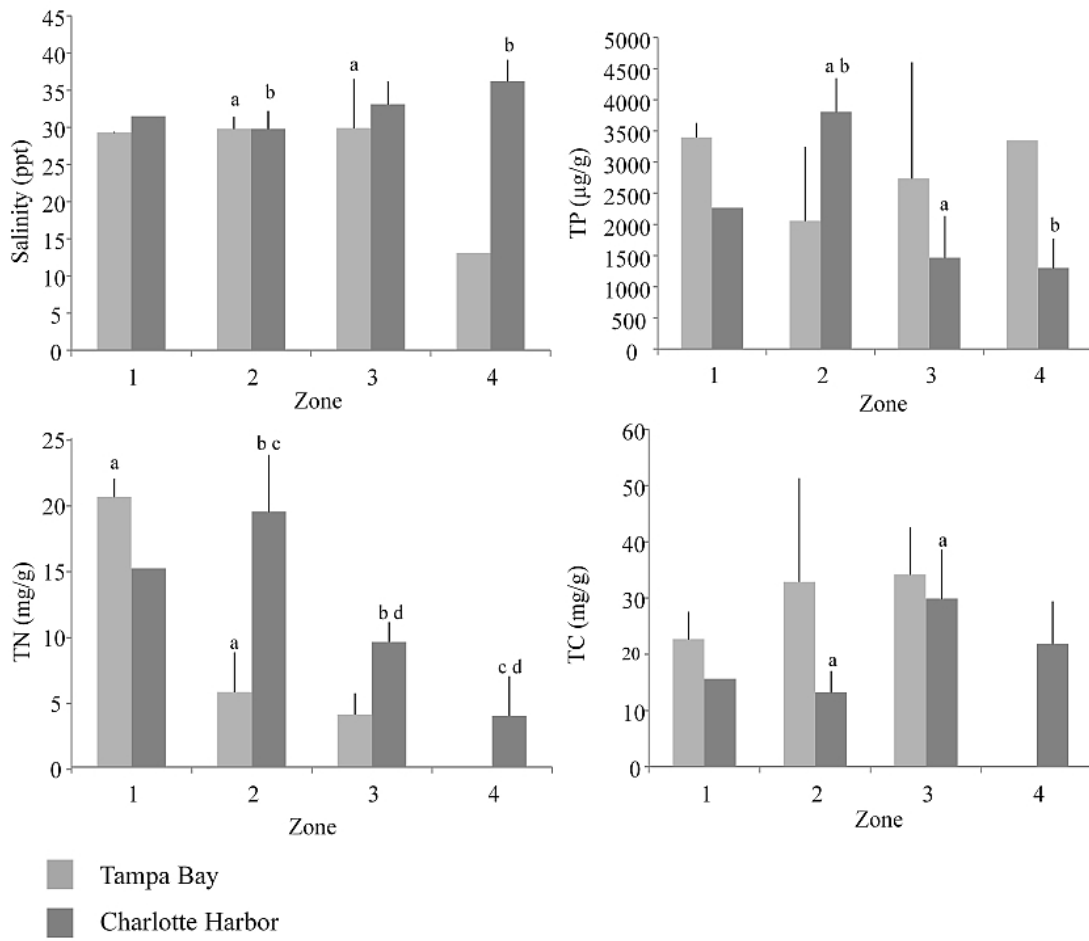 Salinity (ppt)
45
40
35
30
25
20
15
10
5
0
a
b
a
b
1 2 3 4
Zone
TP (µg/g)
5000
4500
4000
3500
3000
2500
2000
1500
1000
500
0
a b
a
b
1 2 3 4
Zone
TN (mg/g)
25
20
15
10
5
0
a
a
b c
b d
c d
1 2 3 4
Zone
TC (mg/g)
60
50
40
30
20
10
0
a
a
1 2 3 4
Zone
Tampa Bay
Charlotte Harbor